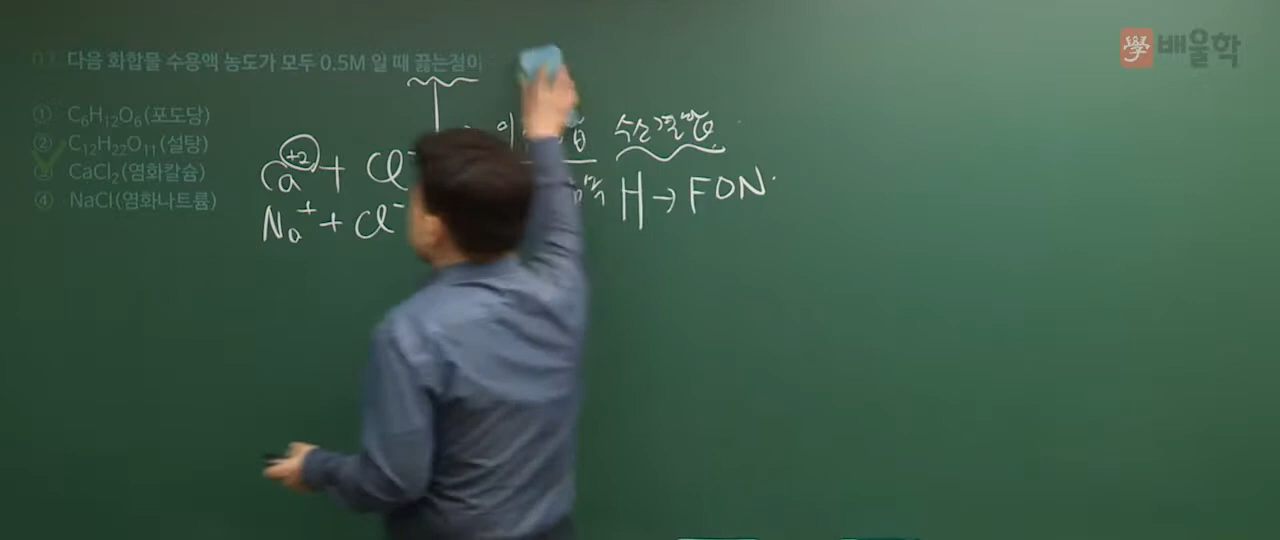 다음 화합물 수용액 농도가 모두 0.5M 일 때 끓는점이
① C₆H₁₂O₆(포도당)
② C₁₂H₂₂O₁₁(설탕)
③ CaCl₂(염화칼슘)
④ NaCl(염화나트륨)
수소결합
Ca+2 + Cl-
H → FON
Na+ + Cl-
學 배울학